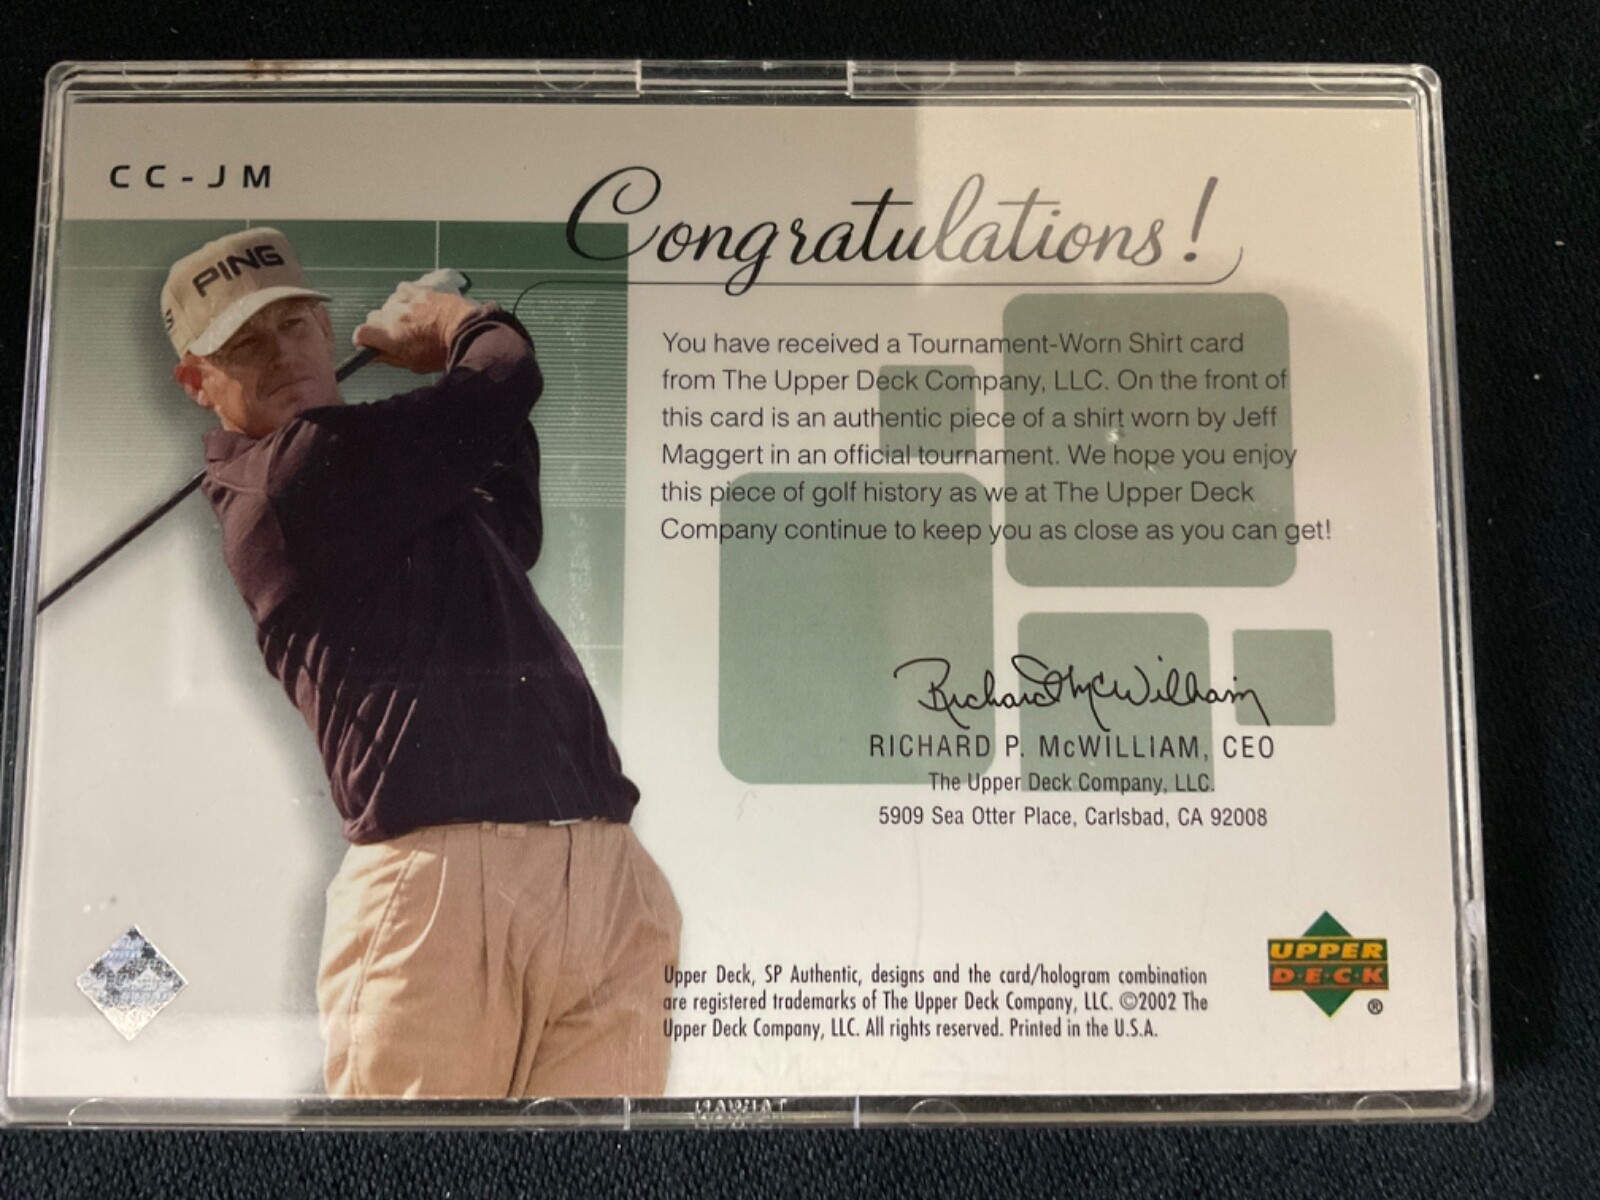 CC-JM
Congratulations!
PING
You have received a Tournament-Worn Shirt card
from The Upper Deck Company, LLC. On the front of
this card is an authentic piece of a shirt worn by Jeff
Maggert in an official tournament. We hope you enjoy
this piece of golf history as we at The Upper Deck
Company continue to keep you as close as you can get!
Richard McWilliam
RICHARD P. McWILLIAM, CEO
The Upper Deck Company, LLC.
5909 Sea Otter Place, Carlsbad, CA 92008
UPPER
D·E·C·K
®
Upper Deck, SP Authentic, designs and the card/hologram combination
are registered trademarks of The Upper Deck Company, LLC. ©2002 The
Upper Deck Company, LLC. All rights reserved. Printed in the U.S.A.